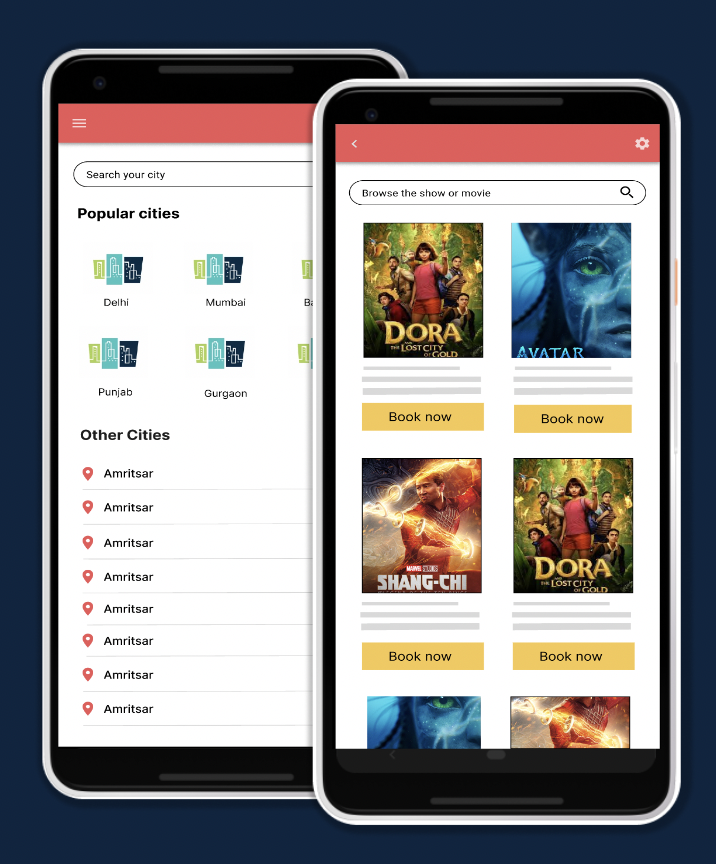 Search your city
Popular cities
Delhi
Mumbai
Punjab
Gurgaon
Other Cities
Amritsar
Amritsar
Amritsar
Amritsar
Amritsar
Amritsar
Amritsar
Amritsar
Browse the show or movie
DORA
AND THE LOST CITY
OF GOLD
AVATAR
Book now
Book now
MARVEL STUDIOS
SHANG-CHI
DORA
AND THE LOST CITY
OF GOLD
Book now
Book now